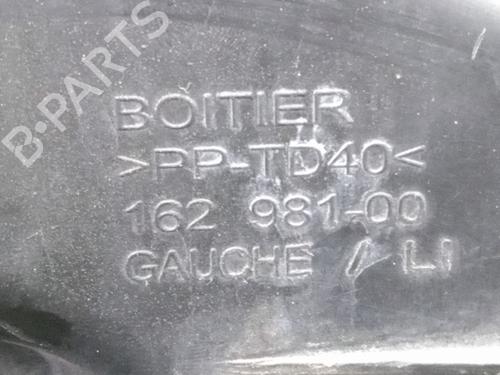 B-PARTS
BOITIER
>PP-TD40<
162 981-00
GAUCHE / LI